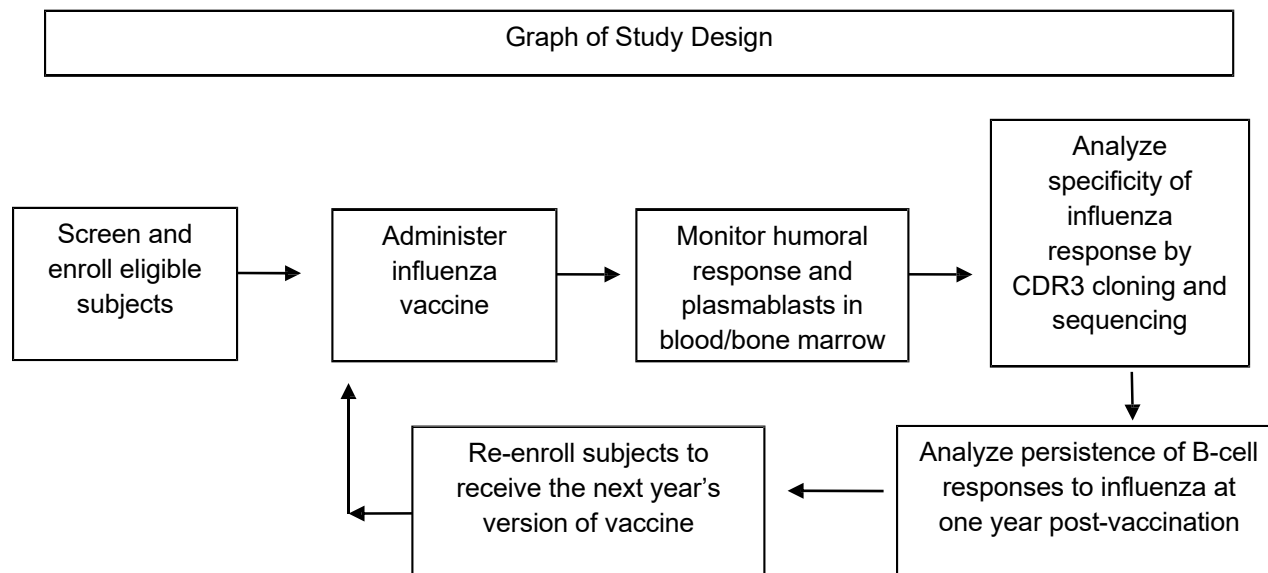 Graph of Study Design
Screen and
enroll eligible
subjects
Administer
influenza
vaccine
Monitor humoral
response and
plasmablasts in
blood/bone marrow
Analyze
specificity of
influenza
response by
CDR3 cloning and
sequencing
Analyze persistence of B-cell
responses to influenza at
one year post-vaccination
Re-enroll subjects to
receive the next year’s
version of vaccine